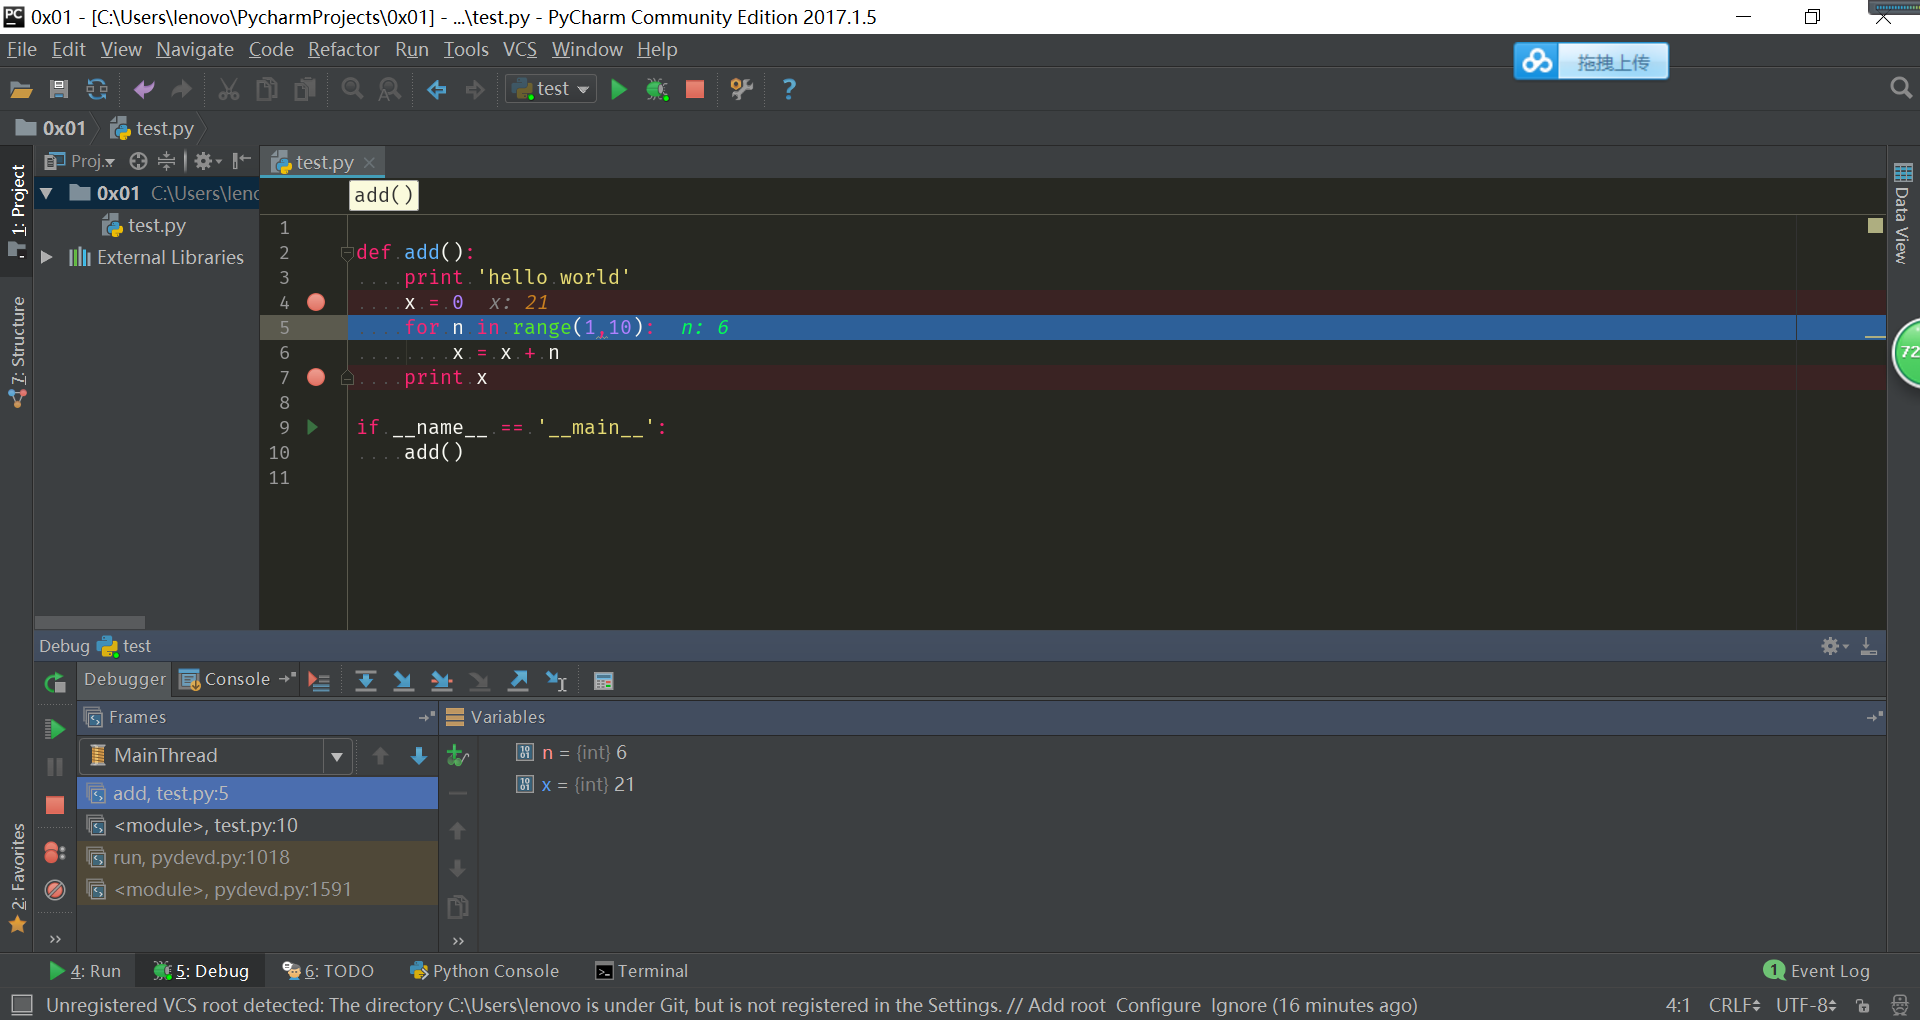 0x01 - [C:\Users\lenovo\PycharmProjects\0x01] - ...\test.py - PyCharm Community Edition 2017.1.5
File Edit View Navigate Code Refactor Run Tools VCS Window Help
拖拽上传
test
0x01 test.py
Proj...
test.py
1: Project
0x01 C:\Users\leno
test.py
External Libraries
7: Structure
2: Favorites
Data View
72
add()
1
2 def add():
3 print 'hello world'
4 x = 0 x: 21
5 for n in range(1,10): n: 6
6 x = x + n
7 print x
8
9 if __name__ == '__main__':
10 add()
11
Debug test
Debugger Console
Frames
Variables
MainThread
add, test.py:5
<module>, test.py:10
run, pydevd.py:1018
<module>, pydevd.py:1591
n = {int} 6
x = {int} 21
4: Run 5: Debug 6: TODO Python Console Terminal
1 Event Log
Unregistered VCS root detected: The directory C:\Users\lenovo is under Git, but is not registered in the Settings. // Add root Configure Ignore (16 minutes ago)
4:1 CRLF UTF-8